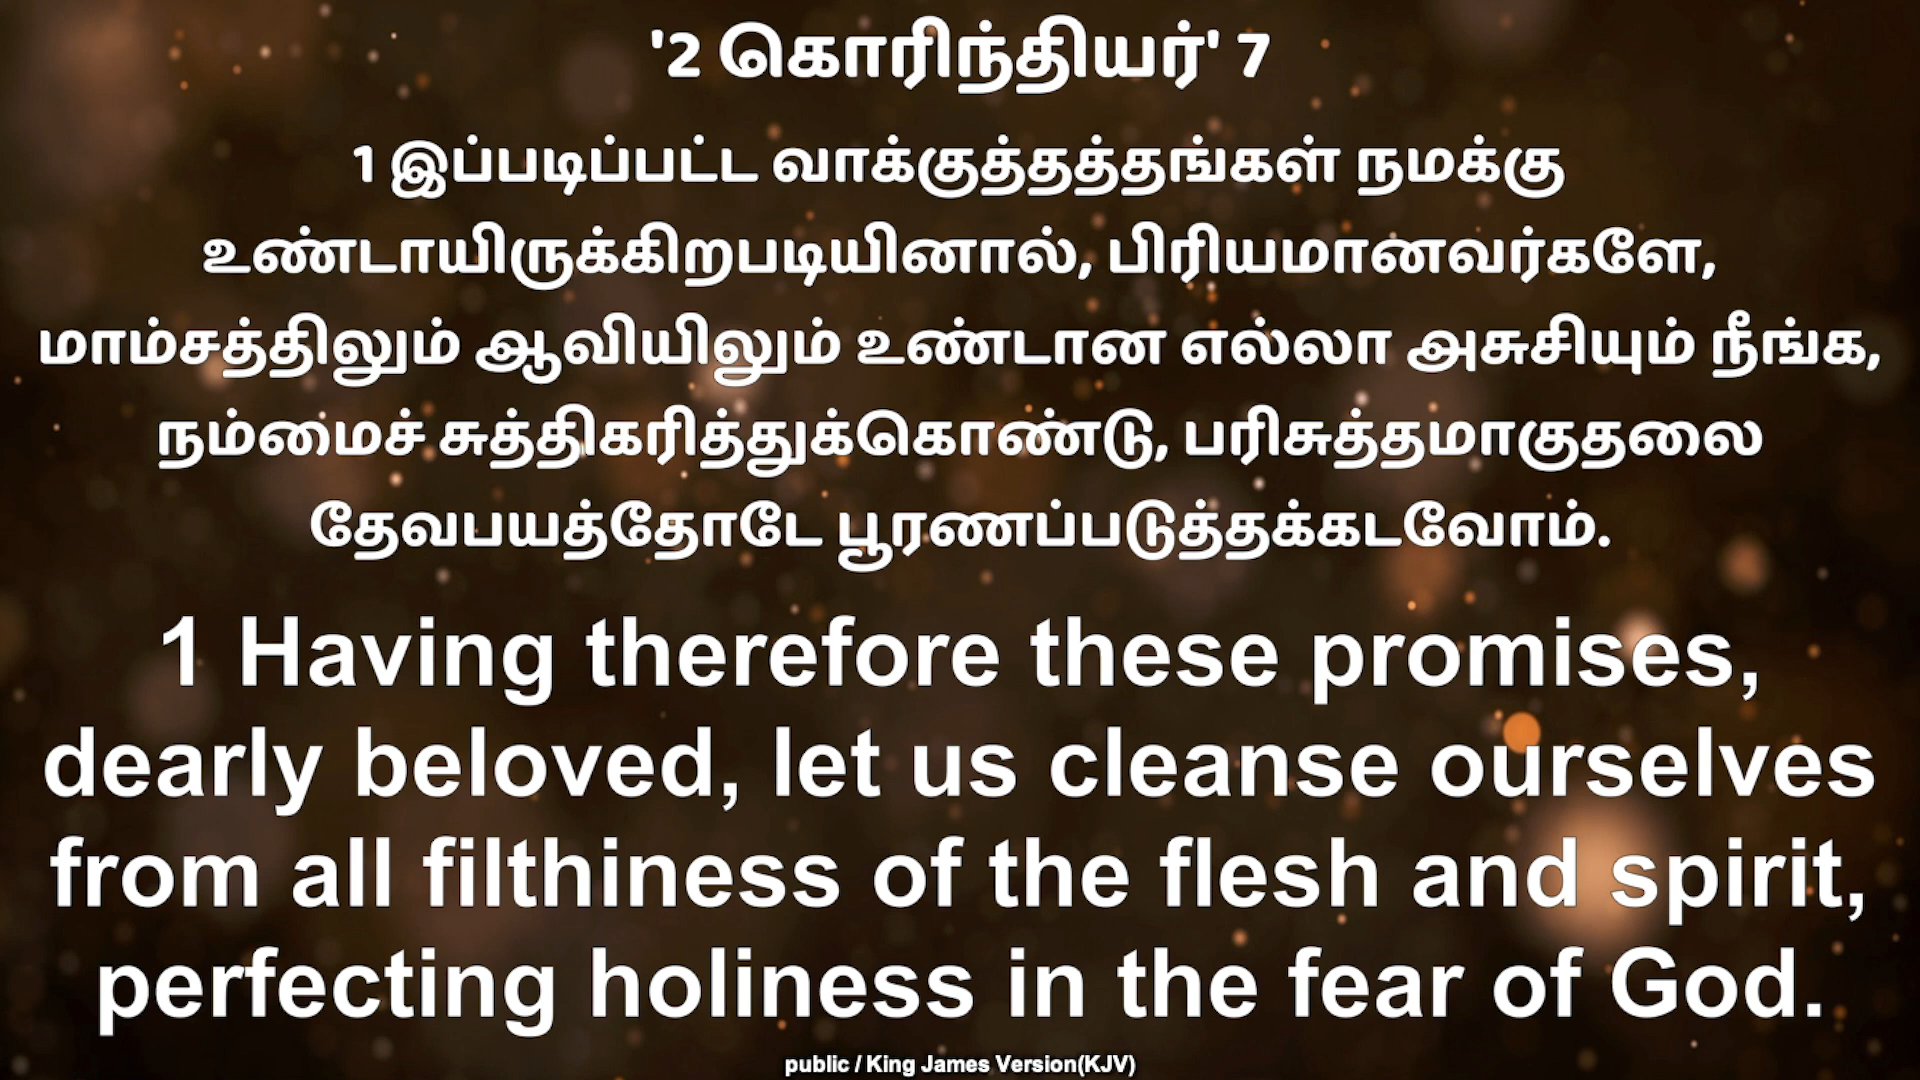 '2 கொரிந்தியர்' 7
1 இப்படிப்பட்ட வாக்குத்தத்தங்கள் நமக்கு
உண்டாயிருக்கிறபடியினால், பிரியமானவர்களே,
மாம்சத்திலும் ஆவியிலும் உண்டான எல்லா அசுசியும் நீங்க,
நம்மைச் சுத்திகரித்துக்கொண்டு, பரிசுத்தமாகுதலை
தேவபயத்தோடே பூரணப்படுத்தக்கடவோம்.
1 Having therefore these promises,
dearly beloved, let us cleanse ourselves
from all filthiness of the flesh and spirit,
perfecting holiness in the fear of God.
public / King James Version(KJV)